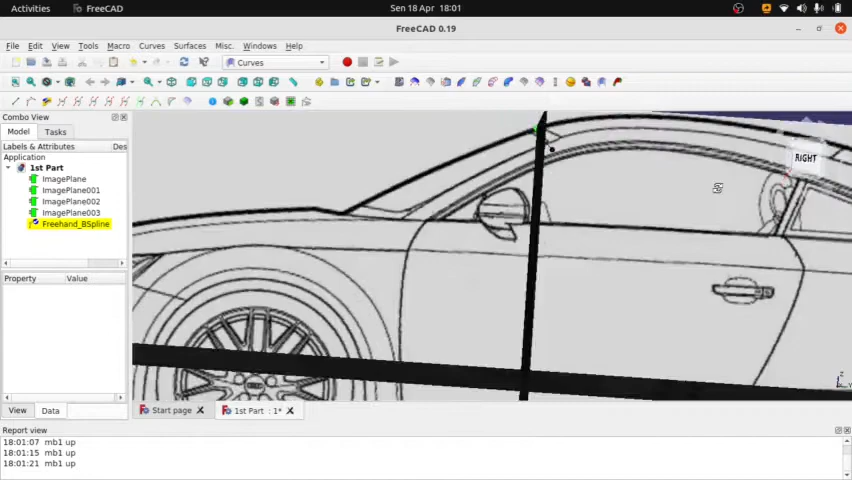 Activities FreeCAD Sen 18 Apr 18:01
FreeCAD 0.19
File Edit View Tools Macro Curves Surfaces Misc. Windows Help
Curves
Combo View
Model Tasks
Labels & Attributes Des
Application
1st Part
ImagePlane
ImagePlane001
ImagePlane002
ImagePlane003
Freehand_BSpline
RIGHT
Property Value
View Data
Start page 1st Part : 1*
Report view
18:01:07 mb1 up
18:01:15 mb1 up
18:01:21 mb1 up